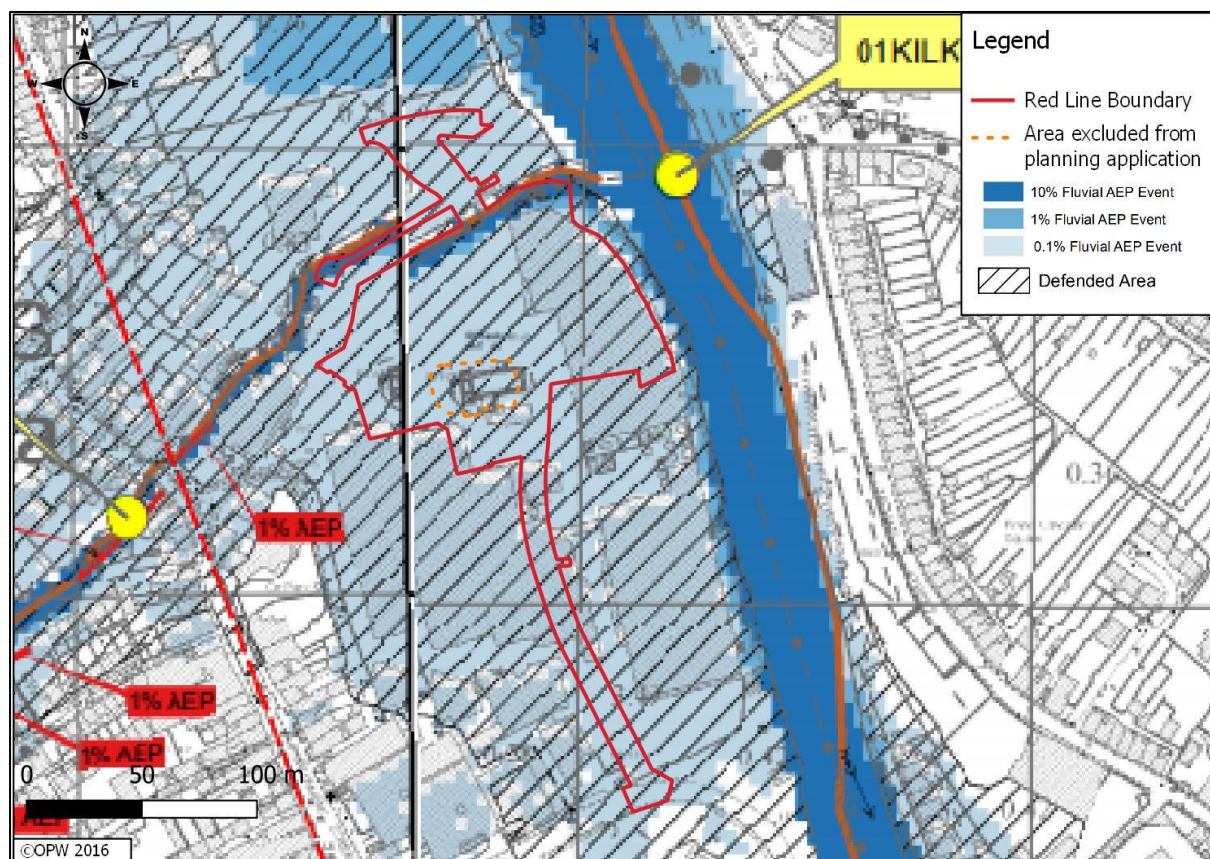 N
W
E
S
01KILK
Legend
Red Line Boundary
Area excluded from
planning application
10% Fluvial AEP Event
1% Fluvial AEP Event
0.1% Fluvial AEP Event
Defended Area
1% AEP
1% AEP
1% AEP
0 50 100 m
©OPW 2016